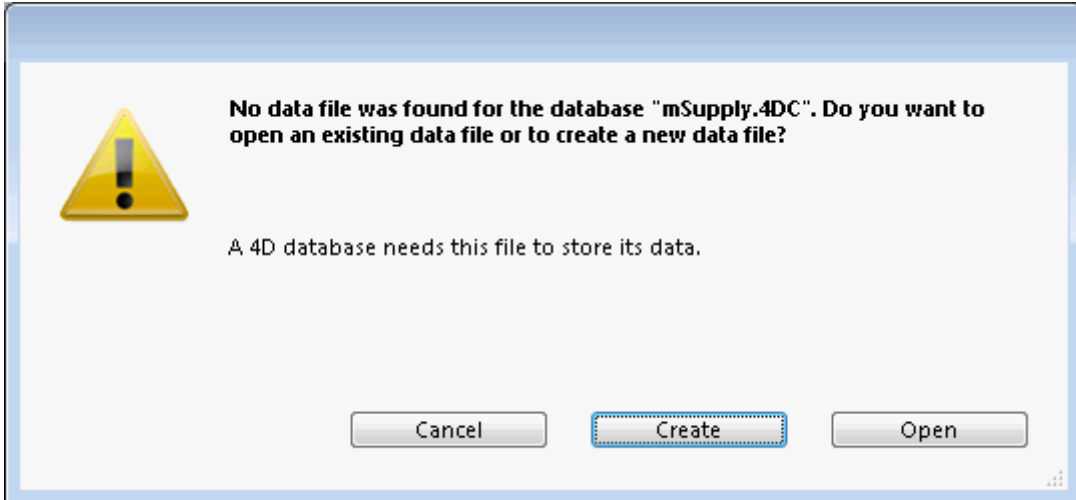 No data file was found for the database "mSupply.4DC". Do you want to
open an existing data file or to create a new data file?
A 4D database needs this file to store its data.
Cancel
Create
Open